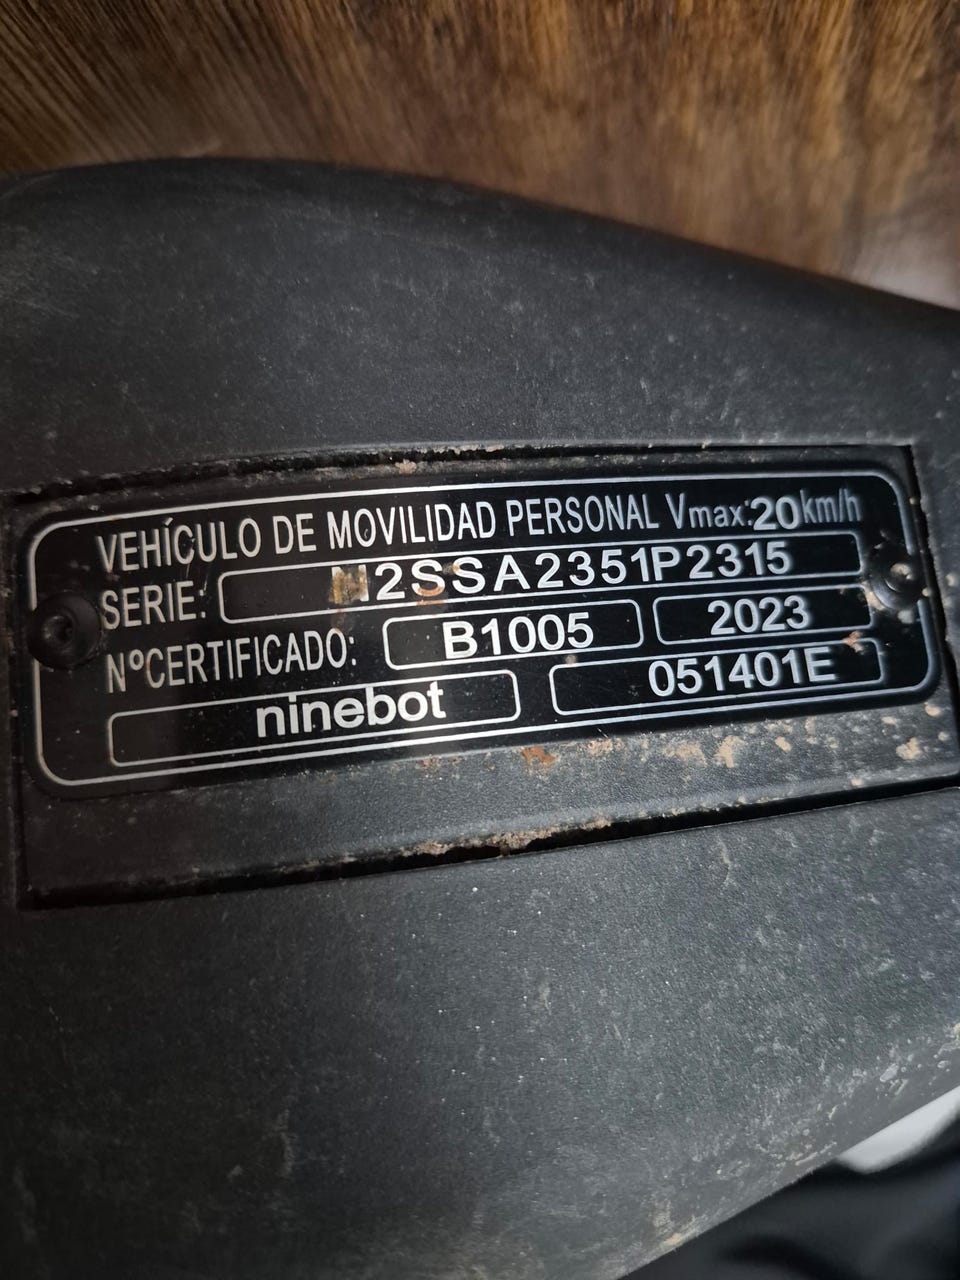 VEHÍCULO DE MOVILIDAD PERSONAL Vmax:20km/h
SERIE: N2SSA2351P2315
NºCERTIFICADO: B1005 2023
ninebot 051401E